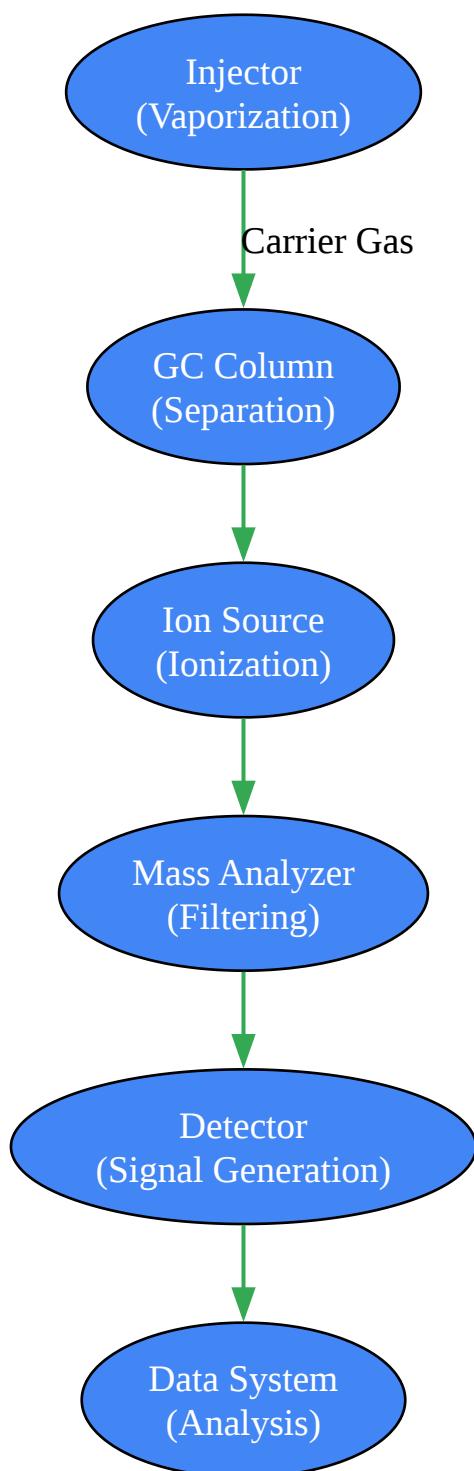 Injector
(Vaporization)
Carrier Gas
GC Column
(Separation)
Ion Source
(Ionization)
Mass Analyzer
(Filtering)
Detector
(Signal Generation)
Data System
(Analysis)